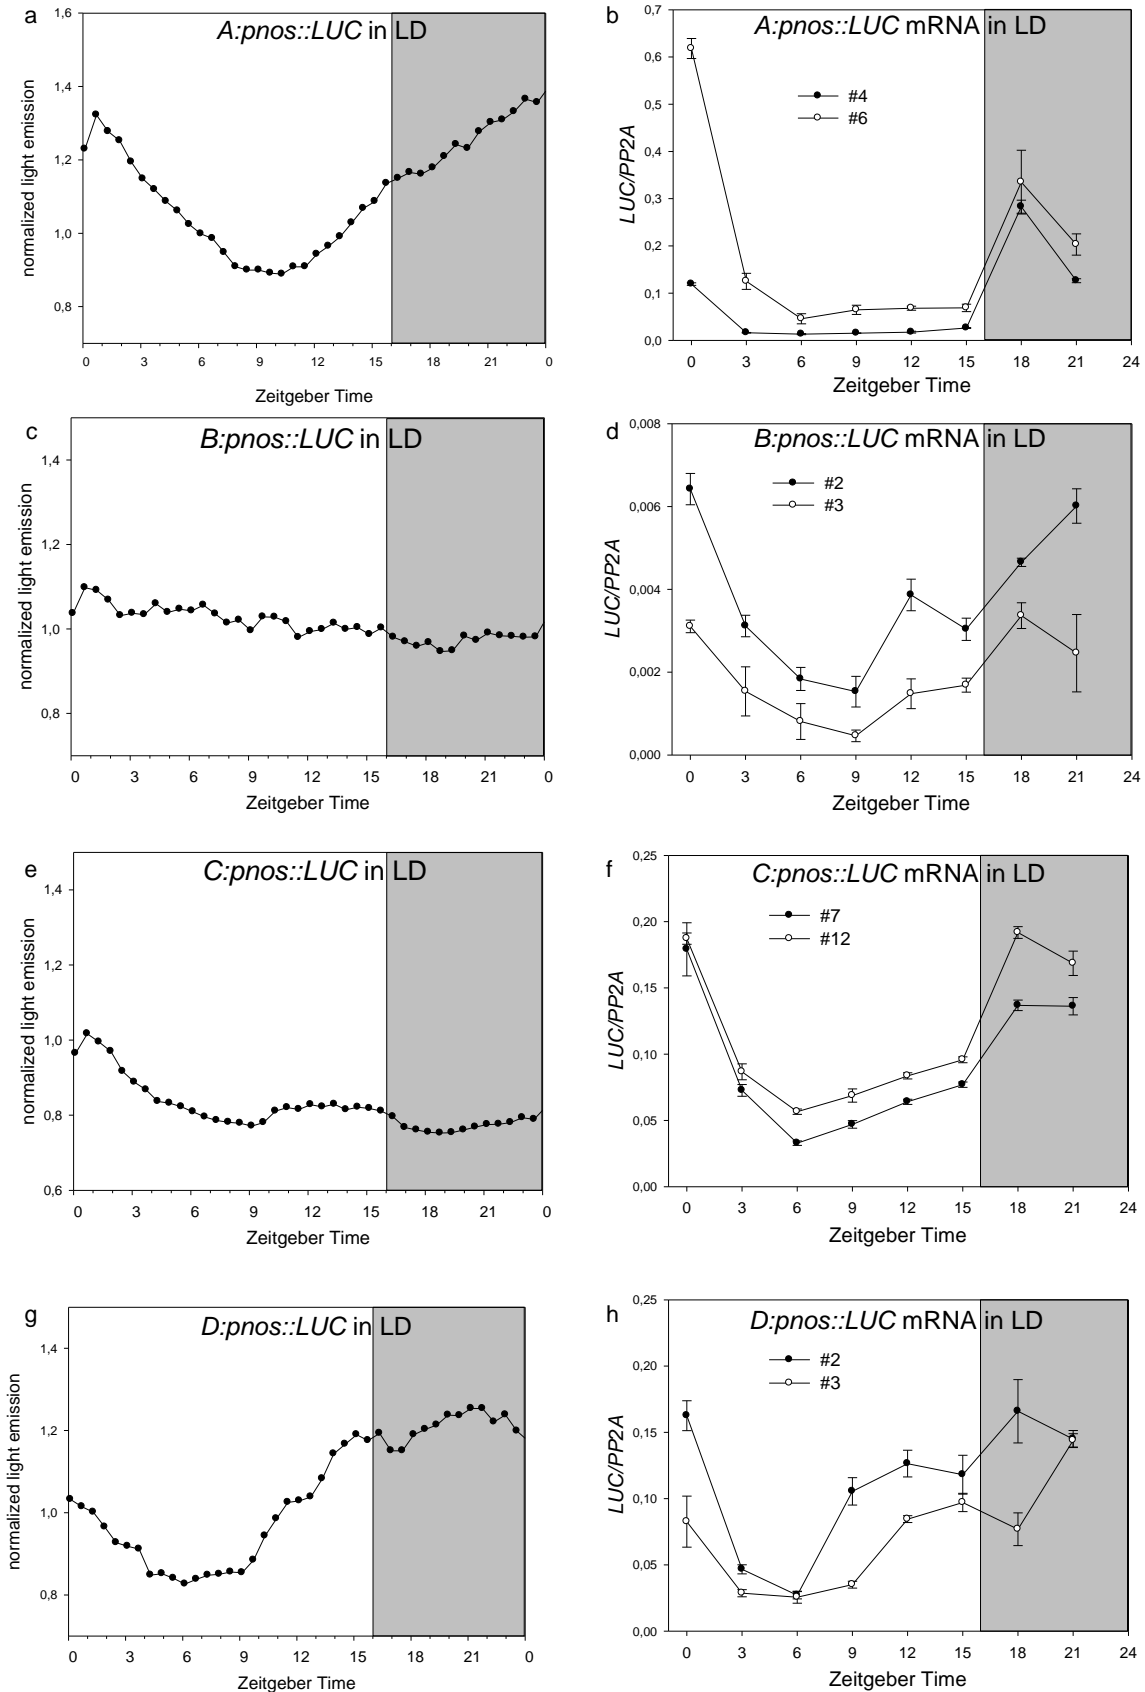 a
A:pnos::LUC in LD
normalized light emission
1,6
1,4
1,2
1,0
0,8
0 3 6 9 12 15 18 21 0
Zeitgeber Time
b
A:pnos::LUC mRNA in LD
LUC/PP2A
0,7
0,6
0,5
0,4
0,3
0,2
0,1
0,0
#4
#6
0 3 6 9 12 15 18 21 24
Zeitgeber Time
c
B:pnos::LUC in LD
normalized light emission
1,4
1,2
1,0
0,8
0 3 6 9 12 15 18 21 0
Zeitgeber Time
d
B:pnos::LUC mRNA in LD
LUC/PP2A
0,008
0,006
0,004
0,002
0,000
#2
#3
0 3 6 9 12 15 18 21 24
Zeitgeber Time
e
C:pnos::LUC in LD
normalized light emission
1,4
1,2
1,0
0,8
0,6
0 3 6 9 12 15 18 21 0
Zeitgeber Time
f
C:pnos::LUC mRNA in LD
LUC/PP2A
0,25
0,20
0,15
0,10
0,05
0,00
#7
#12
0 3 6 9 12 15 18 21 24
Zeitgeber Time
g
D:pnos::LUC in LD
normalized light emission
1,4
1,2
1,0
0,8
0 3 6 9 12 15 18 21 0
Zeitgeber Time
h
D:pnos::LUC mRNA in LD
LUC/PP2A
0,25
0,20
0,15
0,10
0,05
0,00
#2
#3
0 3 6 9 12 15 18 21 24
Zeitgeber Time